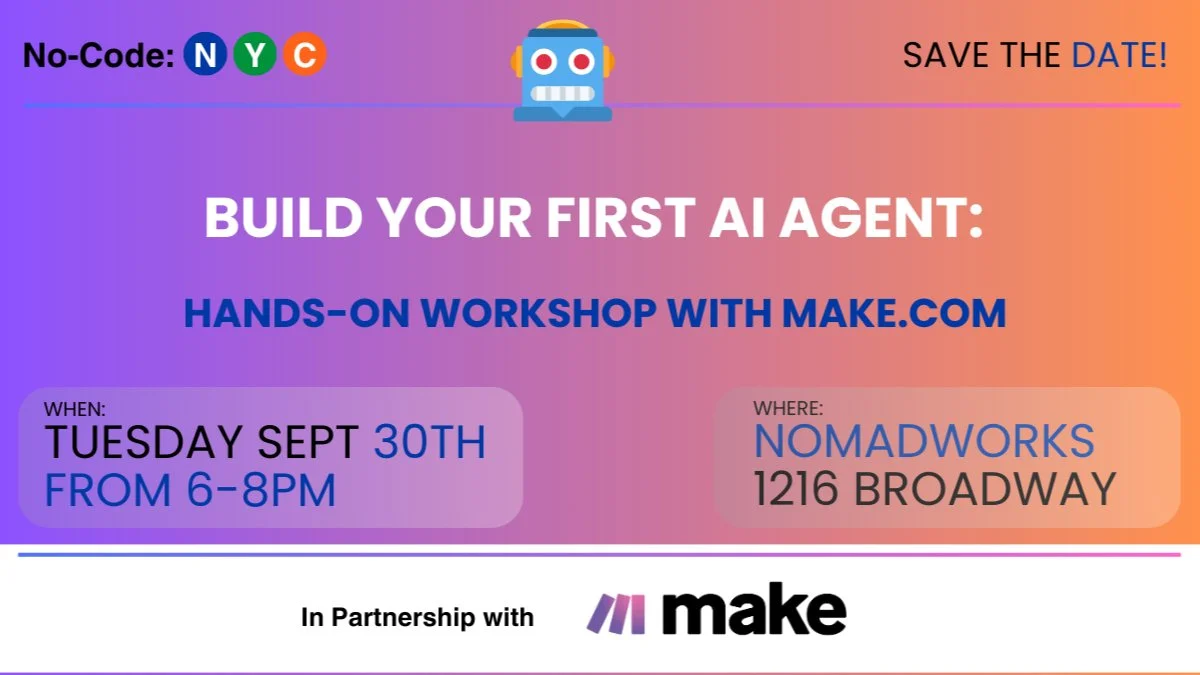 No-Code: N Y C
SAVE THE DATE!
BUILD YOUR FIRST AI AGENT:
HANDS-ON WORKSHOP WITH MAKE.COM
WHEN:
TUESDAY SEPT 30TH
FROM 6-8PM
WHERE:
NOMADWORKS
1216 BROADWAY
In Partnership with
make